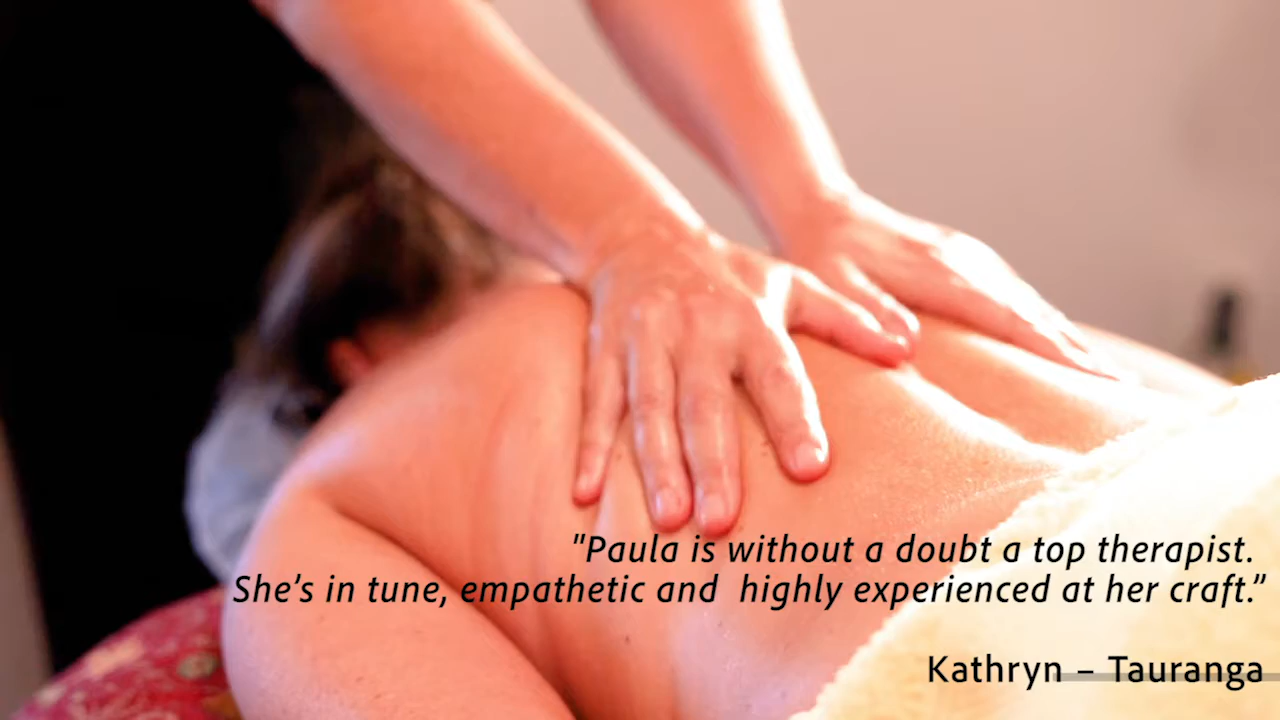 "Paula is without a doubt a top therapist.
She's in tune, empathetic and  highly experienced at her craft.”
Kathryn – Tauranga